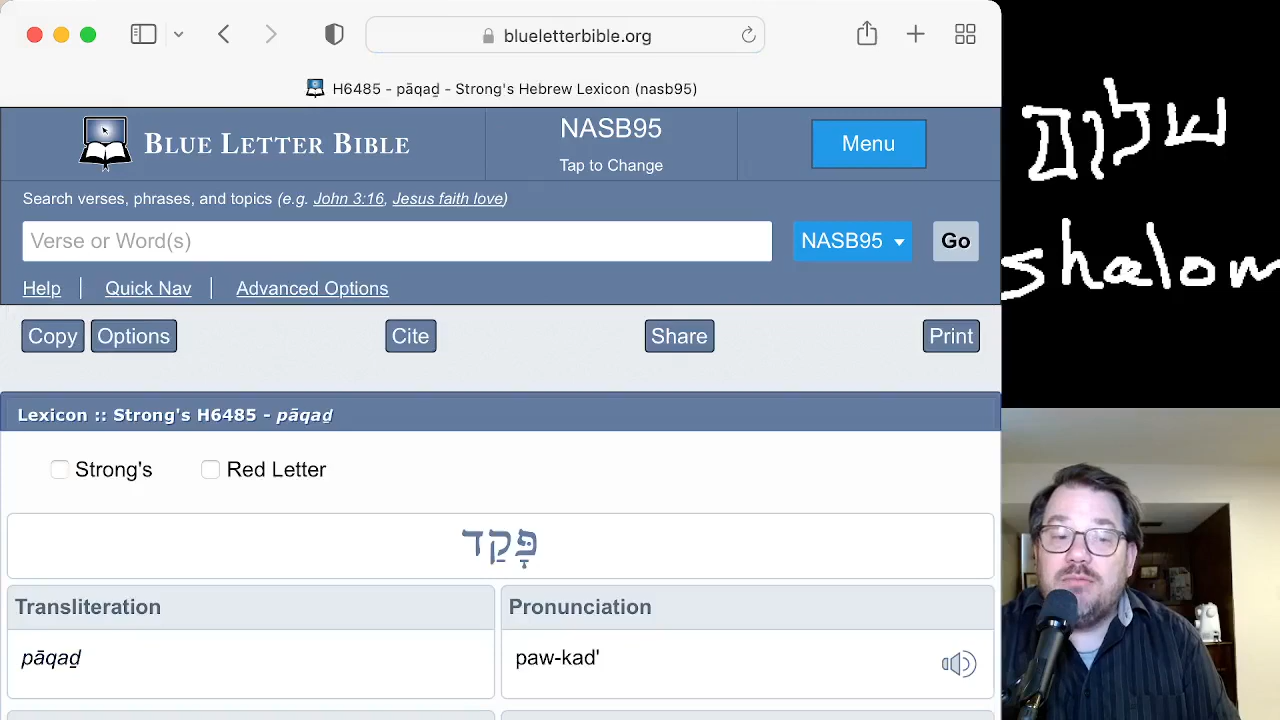 blueletterbible.org
H6485 - pāqaḏ - Strong's Hebrew Lexicon (nasb95)
BLUE LETTER BIBLE
NASB95
Tap to Change
Menu
Search verses, phrases, and topics (e.g. John 3:16, Jesus faith love)
Verse or Word(s)
NASB95
Go
Help
Quick Nav
Advanced Options
Copy
Options
Cite
Share
Print
Lexicon :: Strong's H6485 - pāqaḏ
Strong's
Red Letter
פָּקַד
Transliteration
Pronunciation
pāqaḏ
paw-kad'
שלום
shalom